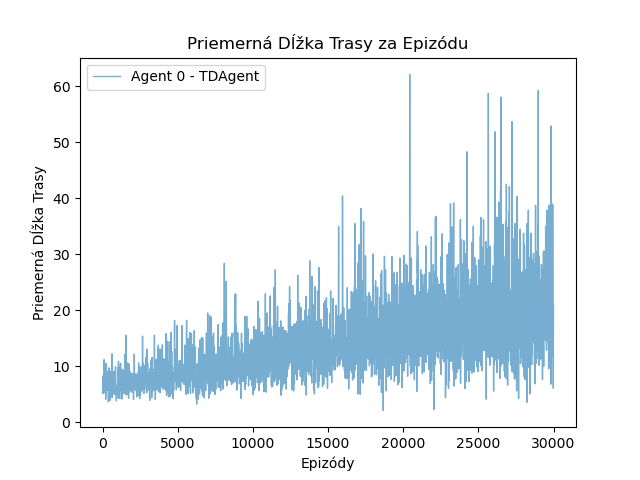 Priemerná Dĺžka Trasy za Epizódu
Agent 0 - TDAgent
Priemerná Dĺžka Trasy
60
50
40
30
20
10
0
0 5000 10000 15000 20000 25000 30000
Epizódy